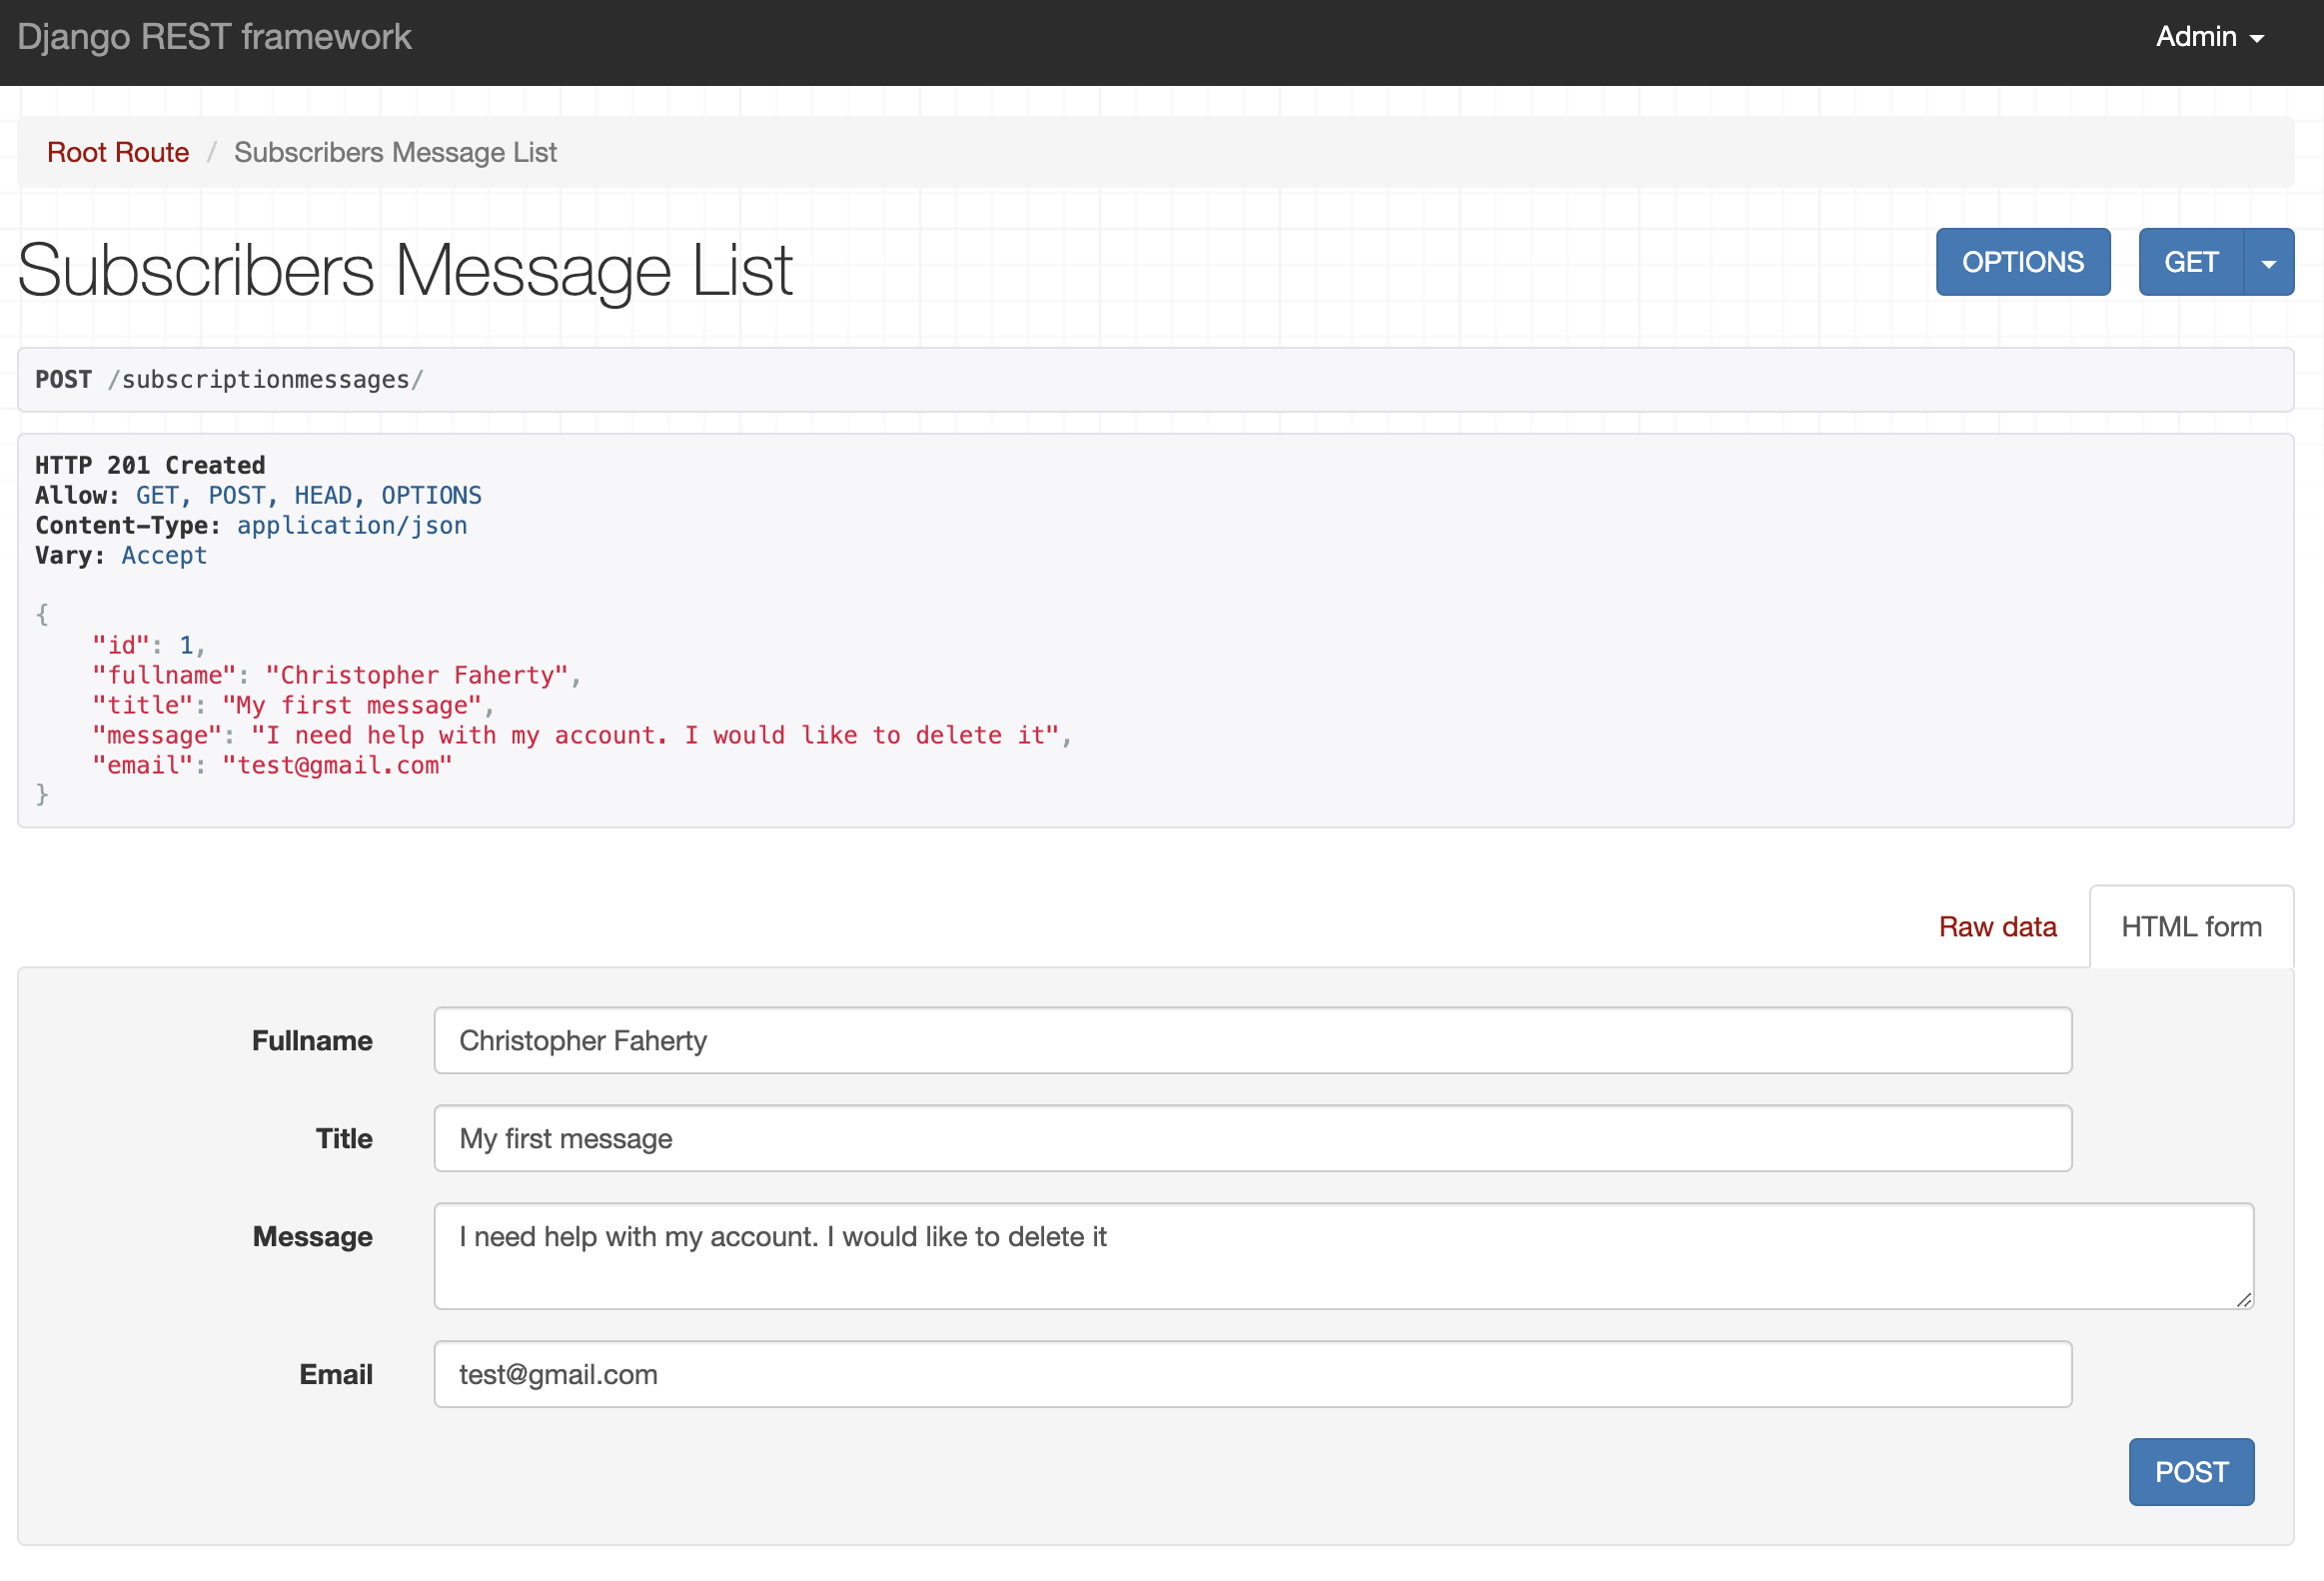 Django REST framework
Admin
Root Route / Subscribers Message List
Subscribers Message List
OPTIONS
GET
POST /subscriptionmessages/
HTTP 201 Created
Allow: GET, POST, HEAD, OPTIONS
Content-Type: application/json
Vary: Accept
{
    "id": 1,
    "fullname": "Christopher Faherty",
    "title": "My first message",
    "message": "I need help with my account. I would like to delete it",
    "email": "test@gmail.com"
}
Raw data
HTML form
Fullname
Christopher Faherty
Title
My first message
Message
I need help with my account. I would like to delete it
Email
test@gmail.com
POST